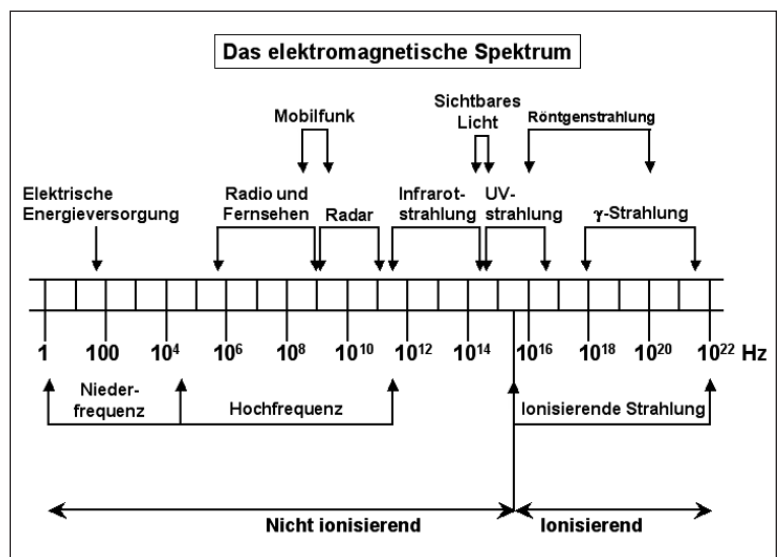 Das elektromagnetische Spektrum
Mobilfunk
Sichtbares
Licht
Röntgenstrahlung
Elektrische
Energieversorgung
Radio und
Fernsehen
Radar
Infrarot-
strahlung
UV-
strahlung
γ-Strahlung
1 100 10⁴ 10⁶ 10⁸ 10¹⁰ 10¹² 10¹⁴ 10¹⁶ 10¹⁸ 10²⁰ 10²² Hz
Nieder-
frequenz
Hochfrequenz
Ionisierende Strahlung
Nicht ionisierend
Ionisierend